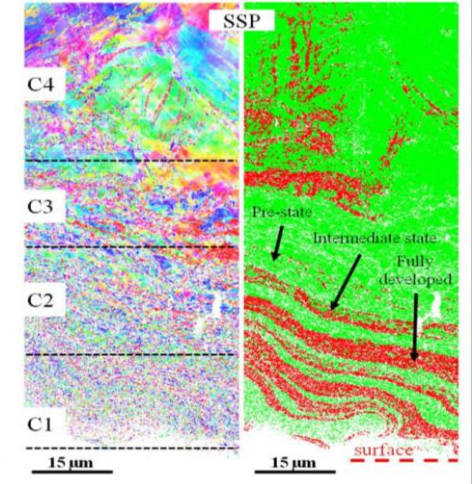 SSP
C4
C3
Pre-state
Intermediate state
Fully
developed
C2
C1
surface
15 µm
15 µm